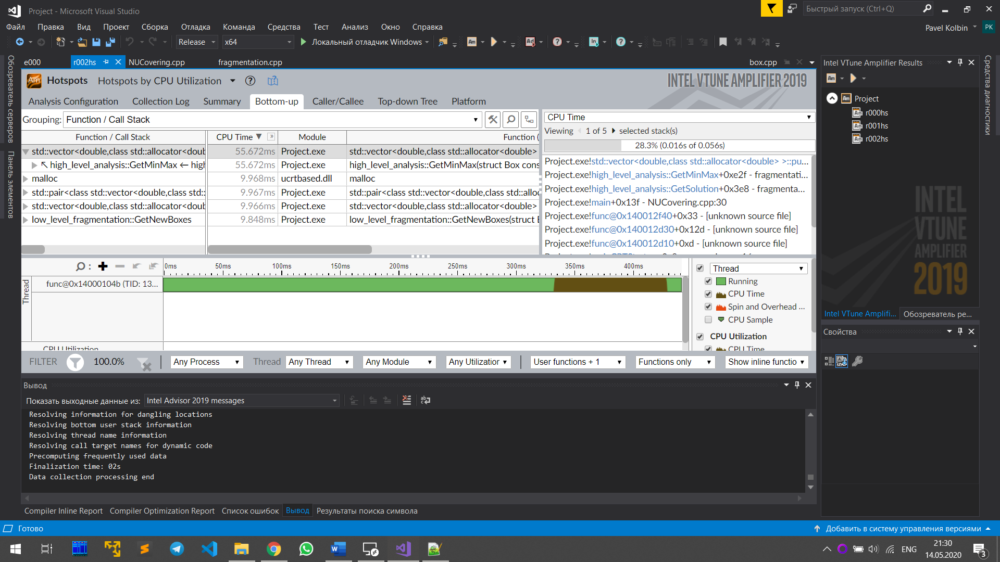 Project - Microsoft Visual Studio
Быстрый запуск (Ctrl+Q)
Файл Правка Вид Проект Сборка Отладка Команда Средства Тест Анализ Окно Справка
Pavel Kolbin PK
Release x64 Локальный отладчик Windows
e000 r002hs NUCovering.cpp fragmentation.cpp box.cpp
Обозреватель серверов
Панель элементов
Hotspots Hotspots by CPU Utilization
INTEL VTUNE AMPLIFIER 2019
Analysis Configuration Collection Log Summary Bottom-up Caller/Callee Top-down Tree Platform
Grouping: Function / Call Stack
Function / Call Stack CPU Time Module Function (
std::vector<double,class std::allocator<doub 55.672ms Project.exe std::vector<double,class std::allocator<double>
high_level_analysis::GetMinMax ← high 55.672ms Project.exe high_level_analysis::GetMinMax(struct Box cons
malloc 9.968ms ucrtbased.dll malloc
std::pair<class std::vector<double,class std:: 9.967ms Project.exe std::pair<class std::vector<double,class std::alloc
std::vector<double,class std::allocator<doub 9.966ms Project.exe std::vector<double,class std::allocator<double>
low_level_fragmentation::GetNewBoxes 9.848ms Project.exe low_level_fragmentation::GetNewBoxes(struct B
CPU Time
Viewing 1 of 5 selected stack(s)
28.3% (0.016s of 0.056s)
Project.exe!std::vector<double,class std::allocator<double> >::pu...
Project.exe!high_level_analysis::GetMinMax+0xe2f - fragmentati...
Project.exe!high_level_analysis::GetSolution+0x3e8 - fragmenta...
Project.exe!main+0x13f - NUCovering.cpp:30
Project.exe!func@0x140012f40+0x33 - [unknown source file]
Project.exe!func@0x140012d30+0x12d - [unknown source file]
Project.exe!func@0x140012d10+0xd - [unknown source file]
0ms 50ms 100ms 150ms 200ms 250ms 300ms 350ms 400ms
Thread
func@0x14000104b (TID: 13...
CPU Utilization
Thread
Running
CPU Time
Spin and Overhead ...
CPU Sample
CPU Utilization
CPU Time
FILTER 100.0% Any Process Thread Any Thread Any Module Any Utilization User functions + 1 Functions only Show inline functio
Вывод
Показать выходные данные из: Intel Advisor 2019 messages
Resolving information for dangling locations
Resolving bottom user stack information
Resolving thread name information
Resolving call target names for dynamic code
Precomputing frequently used data
Finalization time: 02s
Data collection processing end
Compiler Inline Report Compiler Optimization Report Список ошибок Вывод Результаты поиска символа
Intel VTune Amplifier Results
Project
r000hs
r001hs
r002hs
INTEL
VTUNE
AMPLIFIER
2019
Intel VTune Amplifi... Обозреватель ре...
Свойства
Средства диагностики
Готово
Добавить в систему управления версиями
ENG
21:30
14.05.2020
3